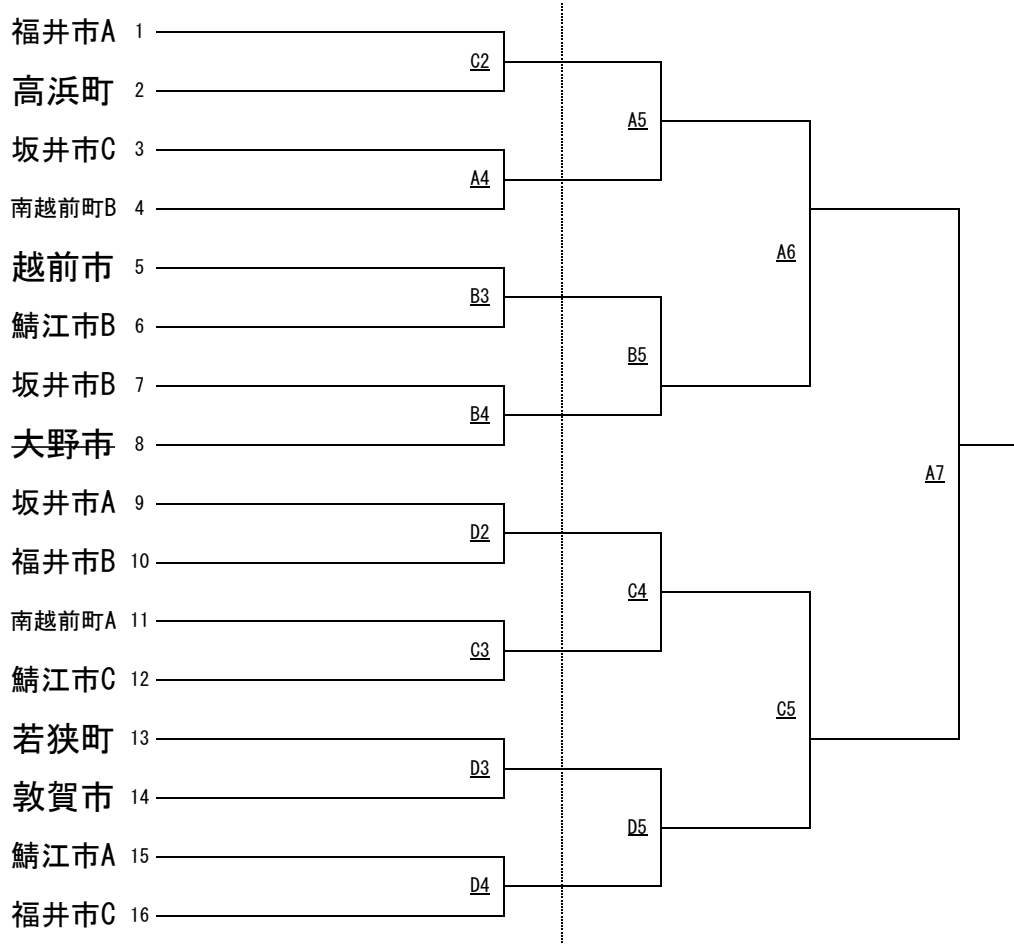 福井市A 1
C2
高浜町 2
A5
坂井市C 3
A4
南越前町B 4
A6
越前市 5
B3
鯖江市B 6
B5
坂井市B 7
B4
大野市 8
A7
坂井市A 9
D2
福井市B 10
C4
南越前町A 11
C3
鯖江市C 12
C5
若狭町 13
D3
敦賀市 14
D5
鯖江市A 15
D4
福井市C 16